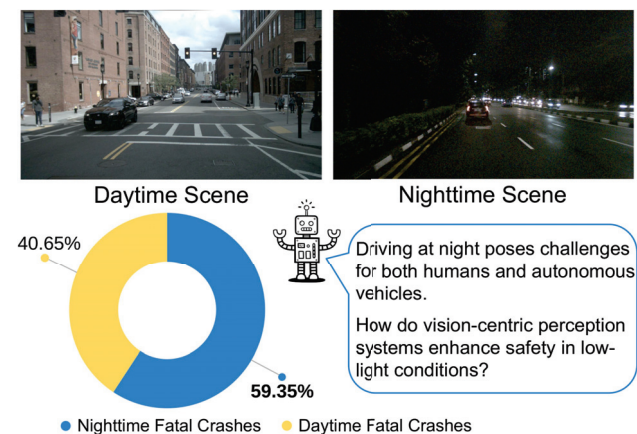 Daytime Scene
Nighttime Scene
40.65%
59.35%
Driving at night poses challenges
for both humans and autonomous
vehicles.
How do vision-centric perception
systems enhance safety in low-
light conditions?
Nighttime Fatal Crashes
Daytime Fatal Crashes